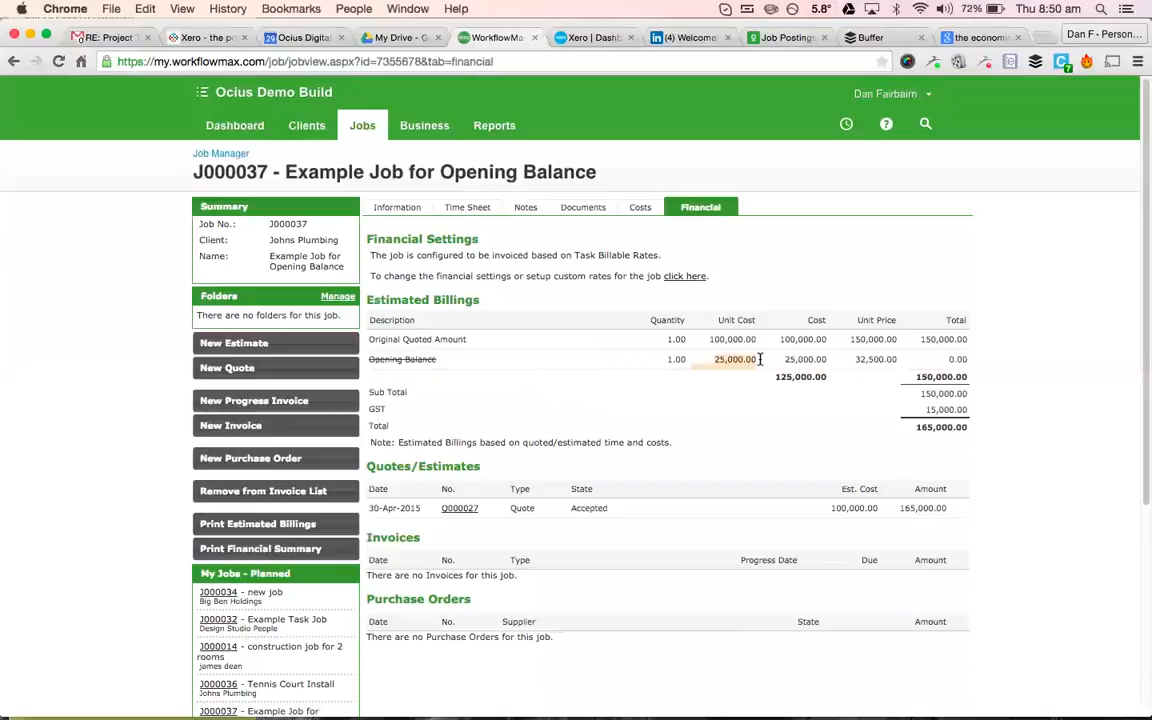 Chrome File Edit View History Bookmarks People Window Help 5.8° 72% Thu 8:50 am
RE: Project T × Xero - the pe × Ocius Digita × My Drive - G × WorkflowMa × Xero | Dashb × (4) Welcome × Job Postings × Buffer × the econom × Dan F - Person...
https://my.workflowmax.com/job/jobview.aspx?id=7355678&tab=financial
Ocius Demo Build
Dan Fairbairn
Dashboard Clients Jobs Business Reports
Job Manager
J000037 - Example Job for Opening Balance
Summary
Job No.: J000037
Client: Johns Plumbing
Name: Example Job for
Opening Balance
Folders Manage
There are no folders for this job.
New Estimate
New Quote
New Progress Invoice
New Invoice
New Purchase Order
Remove from Invoice List
Print Estimated Billings
Print Financial Summary
My Jobs - Planned
J000034 - new job
Big Ben Holdings
J000032 - Example Task Job
Design Studio People
J000014 - construction job for 2
rooms
james dean
J000036 - Tennis Court Install
Johns Plumbing
J000037 - Example Job for
Information Time Sheet Notes Documents Costs Financial
Financial Settings
The job is configured to be invoiced based on Task Billable Rates.
To change the financial settings or setup custom rates for the job click here.
Estimated Billings
Description Quantity Unit Cost Cost Unit Price Total
Original Quoted Amount 1.00 100,000.00 100,000.00 150,000.00 150,000.00
Opening Balance 1.00 25,000.00 25,000.00 32,500.00 0.00
125,000.00 150,000.00
Sub Total 150,000.00
GST 15,000.00
Total 165,000.00
Note: Estimated Billings based on quoted/estimated time and costs.
Quotes/Estimates
Date No. Type State Est. Cost Amount
30-Apr-2015 Q000027 Quote Accepted 100,000.00 165,000.00
Invoices
Date No. Type Progress Date Due Amount
There are no Invoices for this job.
Purchase Orders
Date No. Supplier State Amount
There are no Purchase Orders for this job.